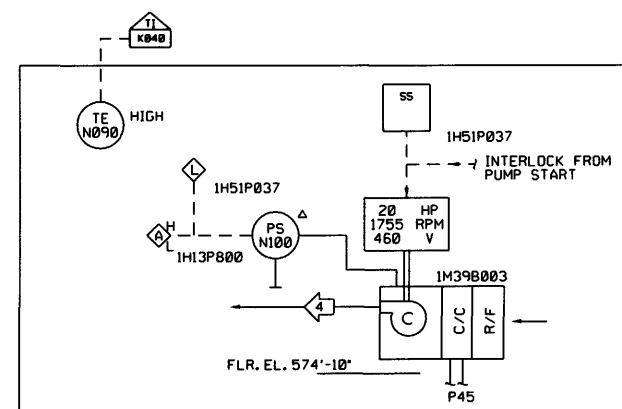 TI
K040
TE
N090
HIGH
SS
1H51P037
INTERLOCK FROM
PUMP START
L
1H51P037
20 HP
1755 RPM
460 V
A
H
L
1H13P800
PS
N100
1M39B003
4
C
C/C
R/F
FLR. EL. 574'-10"
P45